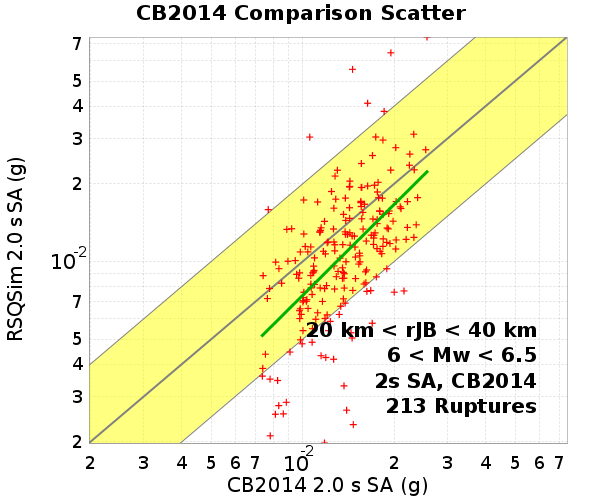 CB2014 Comparison Scatter
RSQSim 2.0 s SA (g)
7
5
4
3
2
10-2
7
5
4
3
2
20 km < rJB < 40 km
6 < Mw < 6.5
2s SA, CB2014
213 Ruptures
2 3 4 5 6 7 10-2 2 3 4 5 6 7
CB2014 2.0 s SA (g)